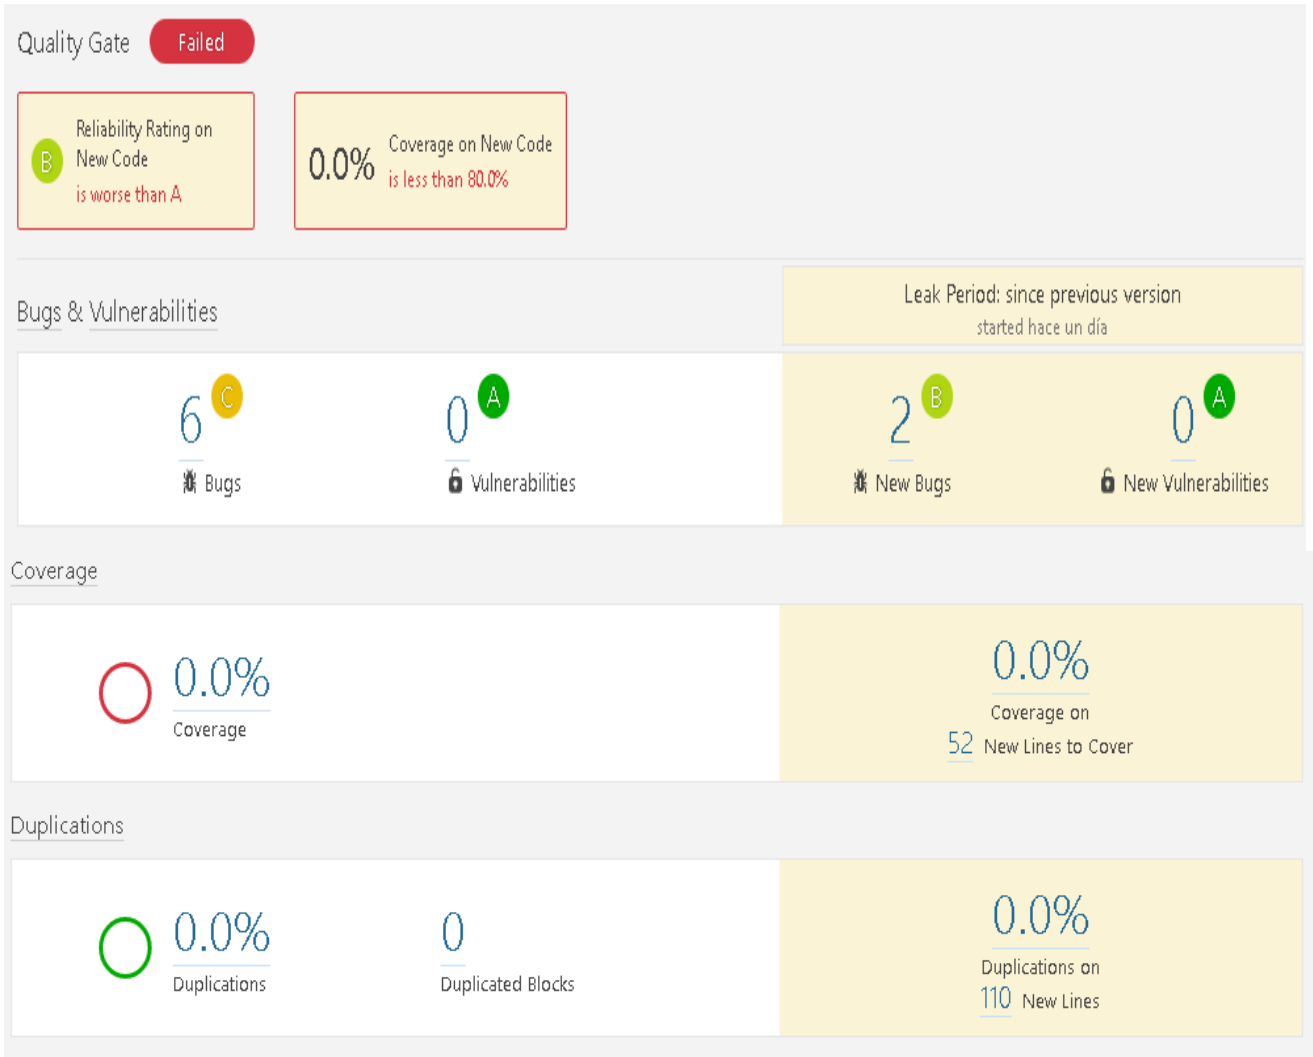 Quality Gate Failed
B
Reliability Rating on
New Code
is worse than A
0.0%
Coverage on New Code
is less than 80.0%
Bugs & Vulnerabilities
Leak Period: since previous version
started hace un día
6 C
Bugs
0 A
Vulnerabilities
2 B
New Bugs
0 A
New Vulnerabilities
Coverage
0.0%
Coverage
0.0%
Coverage on
52 New Lines to Cover
Duplications
0.0%
Duplications
0
Duplicated Blocks
0.0%
Duplications on
110 New Lines